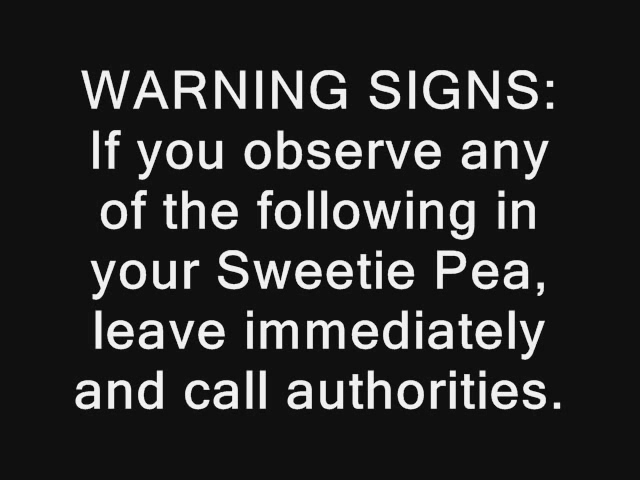 WARNING SIGNS:
If you observe any
of the following in
your Sweetie Pea,
leave immediately
and call authorities.